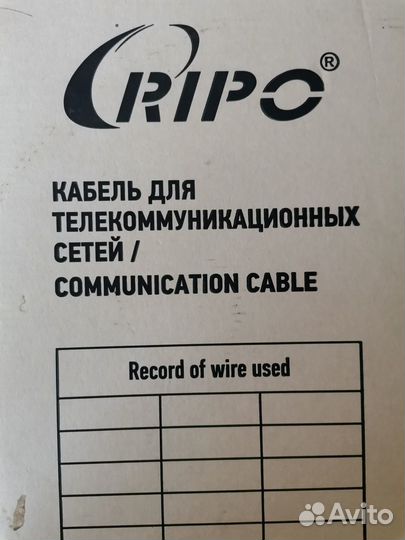 RIPO®
КАБЕЛЬ ДЛЯ
ТЕЛЕКОММУНИКАЦИОННЫХ
СЕТЕЙ /
COMMUNICATION CABLE
Record of wire used
Avito